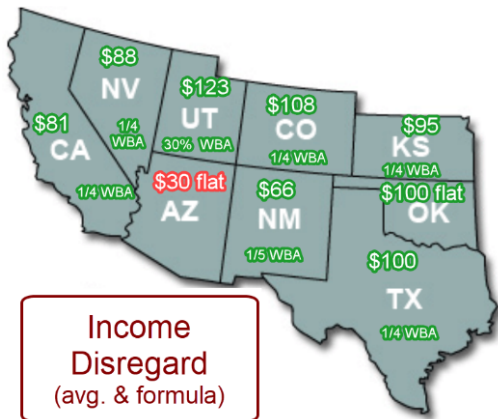 $88
NV
1/4
WBA
$123
UT
30% WBA
$108
CO
1/4 WBA
$95
KS
1/4 WBA
$81
CA
1/4 WBA
$30 flat
AZ
$66
NM
1/5 WBA
$100 flat
OK
$100
TX
1/4 WBA
Income
Disregard
(avg. & formula)